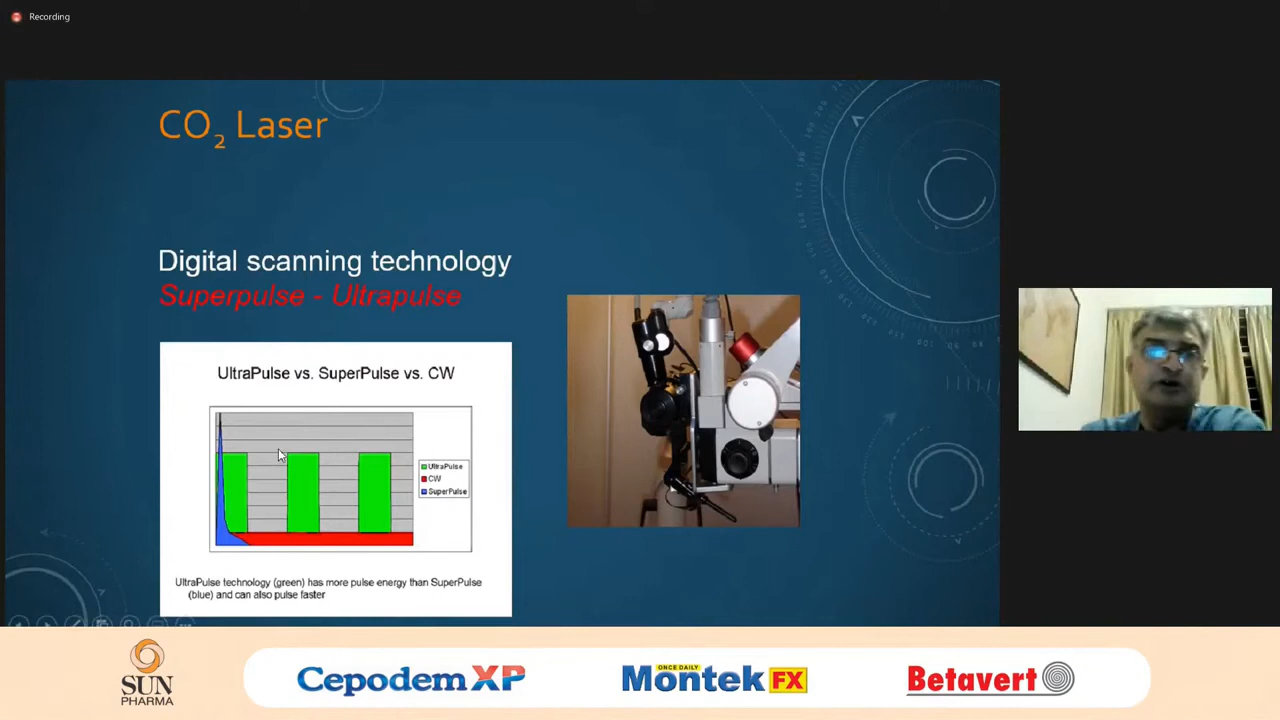 Recording
CO₂ Laser
Digital scanning technology
Superpulse - Ultrapulse
UltraPulse vs. SuperPulse vs. CW
UltraPulse
CW
SuperPulse
UltraPulse technology (green) has more pulse energy than SuperPulse
(blue) and can also pulse faster
SUN
PHARMA
Cepodem XP
ONCE DAILY
Montek FX
Betavert